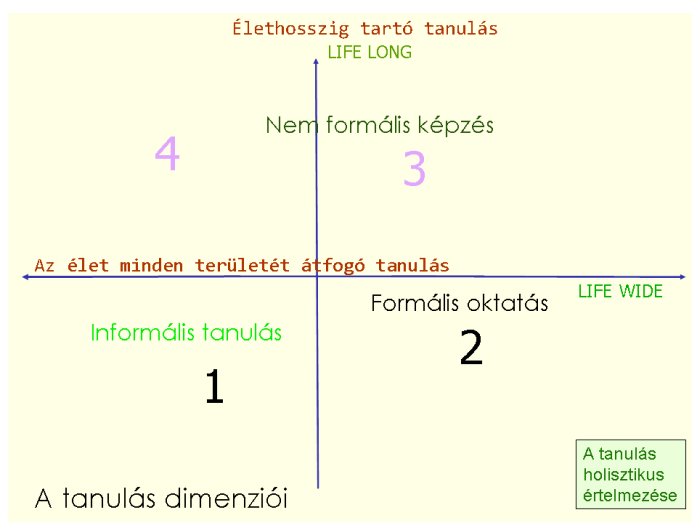 Élethosszig tartó tanulás
LIFE LONG
Nem formális képzés
4
3
Az élet minden területét átfogó tanulás
LIFE WIDE
Formális oktatás
Informális tanulás
2
1
A tanulás
holisztikus
értelmezése
A tanulás dimenziói